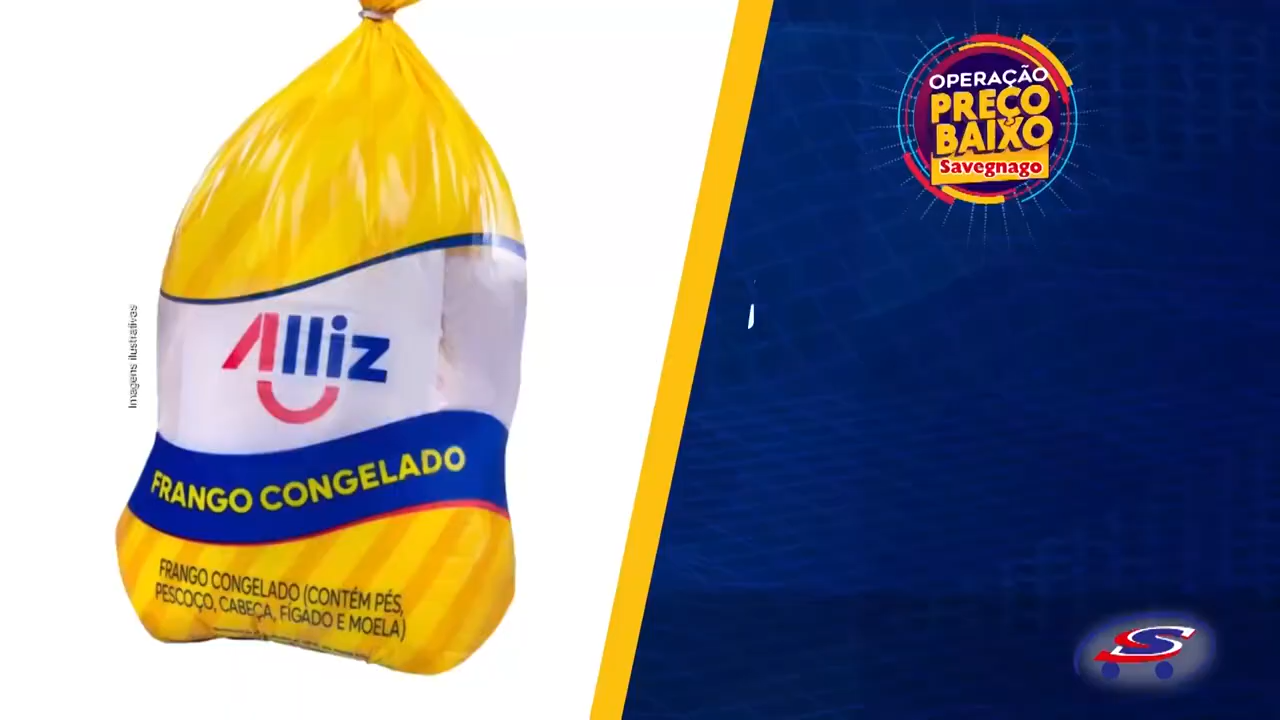 OPERAÇÃO
PREÇO
BAIXO
Savegnago
Alliz
FRANGO CONGELADO
FRANGO CONGELADO (CONTÉM PÉS,
PESCOÇO, CABEÇA, FÍGADO E MOELA)
Imagens ilustrativas
S